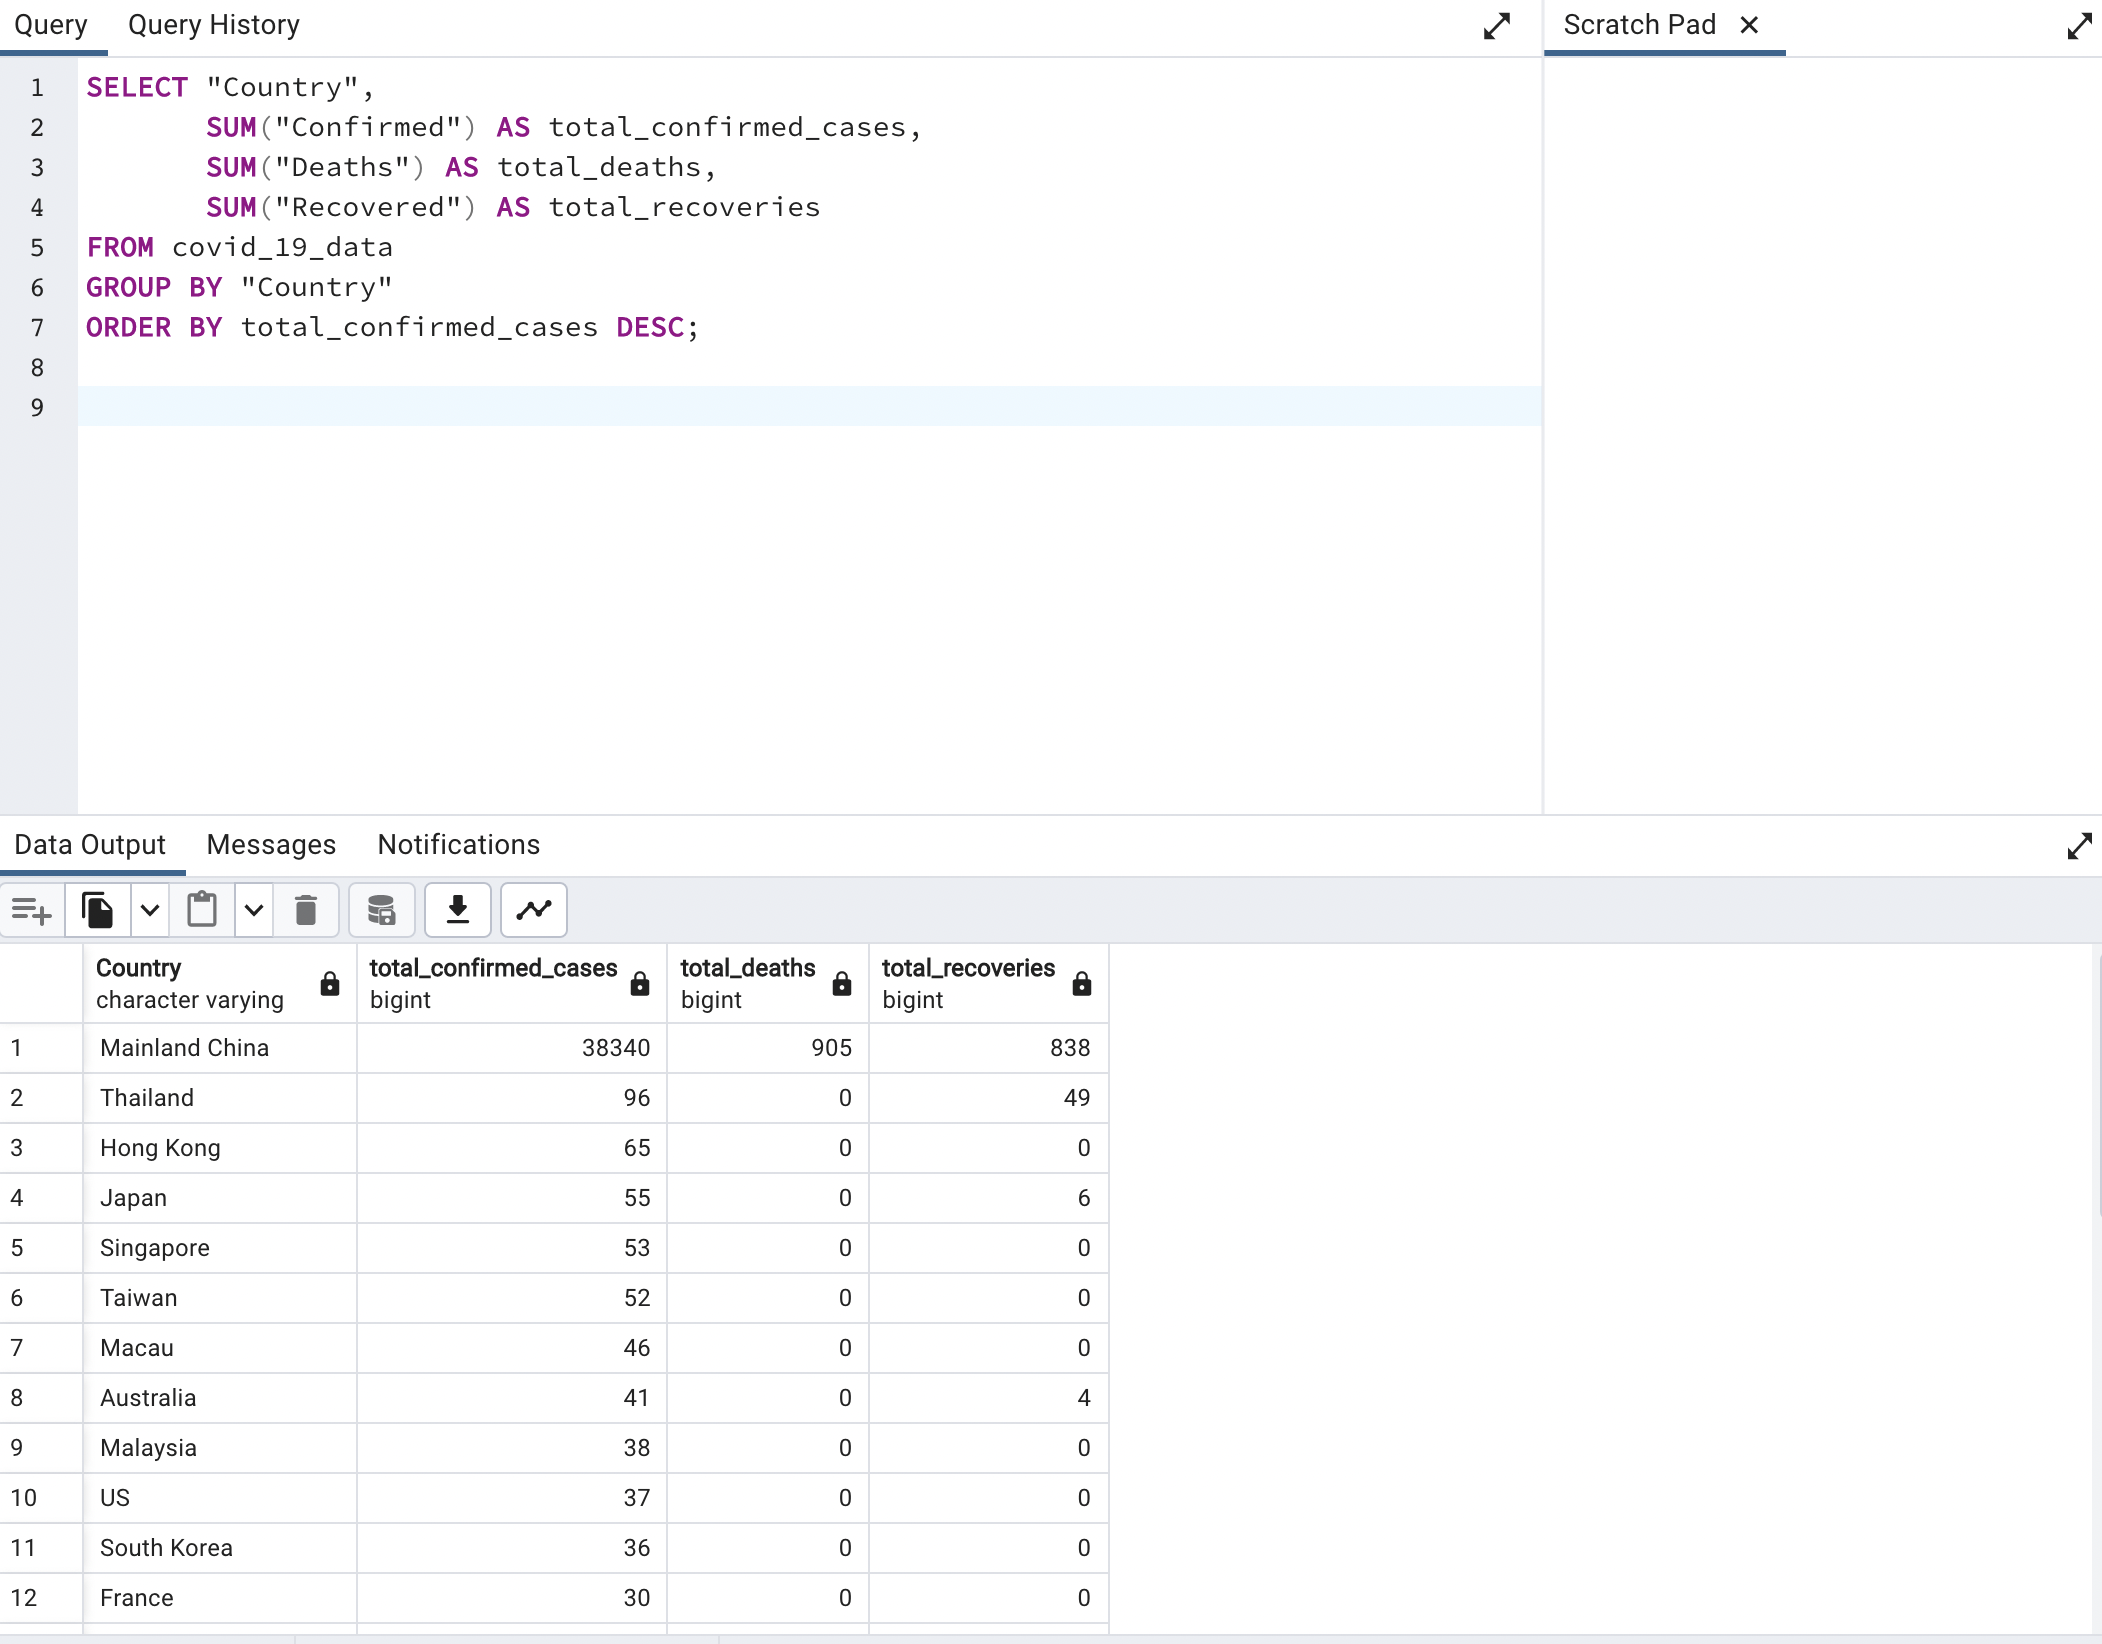 Query Query History Scratch Pad
1 SELECT "Country",
2 SUM("Confirmed") AS total_confirmed_cases,
3 SUM("Deaths") AS total_deaths,
4 SUM("Recovered") AS total_recoveries
5 FROM covid_19_data
6 GROUP BY "Country"
7 ORDER BY total_confirmed_cases DESC;
8
9
Data Output Messages Notifications
Country total_confirmed_cases total_deaths total_recoveries
character varying bigint bigint bigint
1 Mainland China 38340 905 838
2 Thailand 96 0 49
3 Hong Kong 65 0 0
4 Japan 55 0 6
5 Singapore 53 0 0
6 Taiwan 52 0 0
7 Macau 46 0 0
8 Australia 41 0 4
9 Malaysia 38 0 0
10 US 37 0 0
11 South Korea 36 0 0
12 France 30 0 0